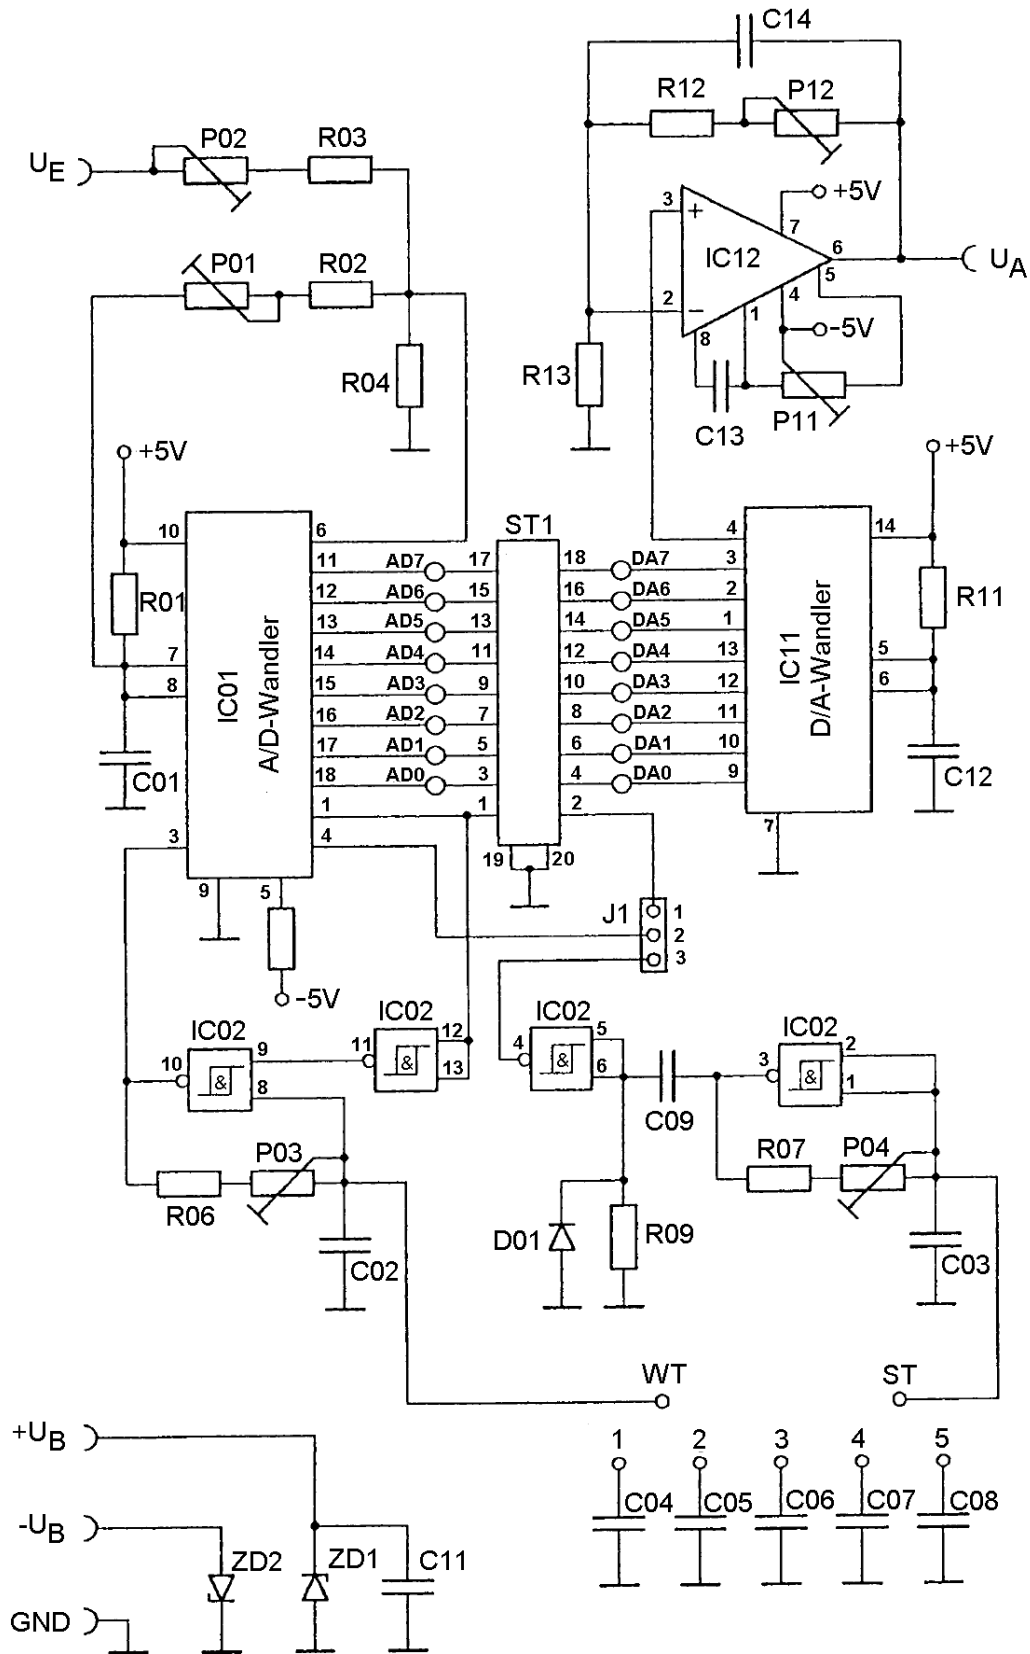 C14
R12 P12
U_E P02 R03
3 + 7 +5V
IC12 6 U_A
P01 R02 5
2 − 4
8 1 -5V
R04 R13
C13 P11
+5V +5V
10 6 ST1 4 14
11 AD7 17 18 DA7 3
R01 12 AD6 15 16 DA6 2 R11
13 AD5 13 14 DA5 1
7 14 AD4 11 12 DA4 13 5
8 15 AD3 9 10 DA3 12 6
IC01 A/D-Wandler IC11 D/A-Wandler
16 AD2 7 8 DA2 11
C01 17 AD1 5 6 DA1 10 C12
18 AD0 3 4 DA0 9
1 1 2 7
3 4
19 20
9 5
J1 1
2
3
-5V
IC02 IC02 IC02 IC02
10 & 9 11 & 12 4 & 5 3 & 2
8 13 6 1
C09
P03 R07 P04
R06
C02 D01 R09 C03
WT ST
+U_B 1 2 3 4 5
C04 C05 C06 C07 C08
-U_B
ZD2 ZD1 C11
GND